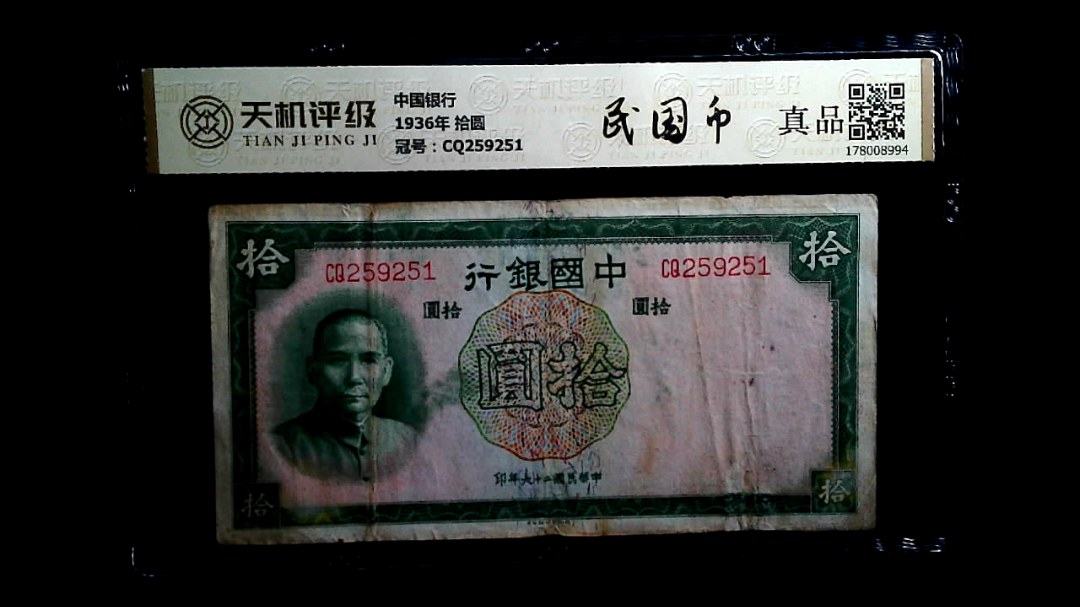 天机评级
TIAN JI PING JI
中国银行
1936年 拾圆
冠号：CQ259251
民国币
真品
178008994
拾
拾
CQ259251
行銀國中
CQ259251
圓拾
圓拾
圓拾
印年六十二國民華中
拾
拾